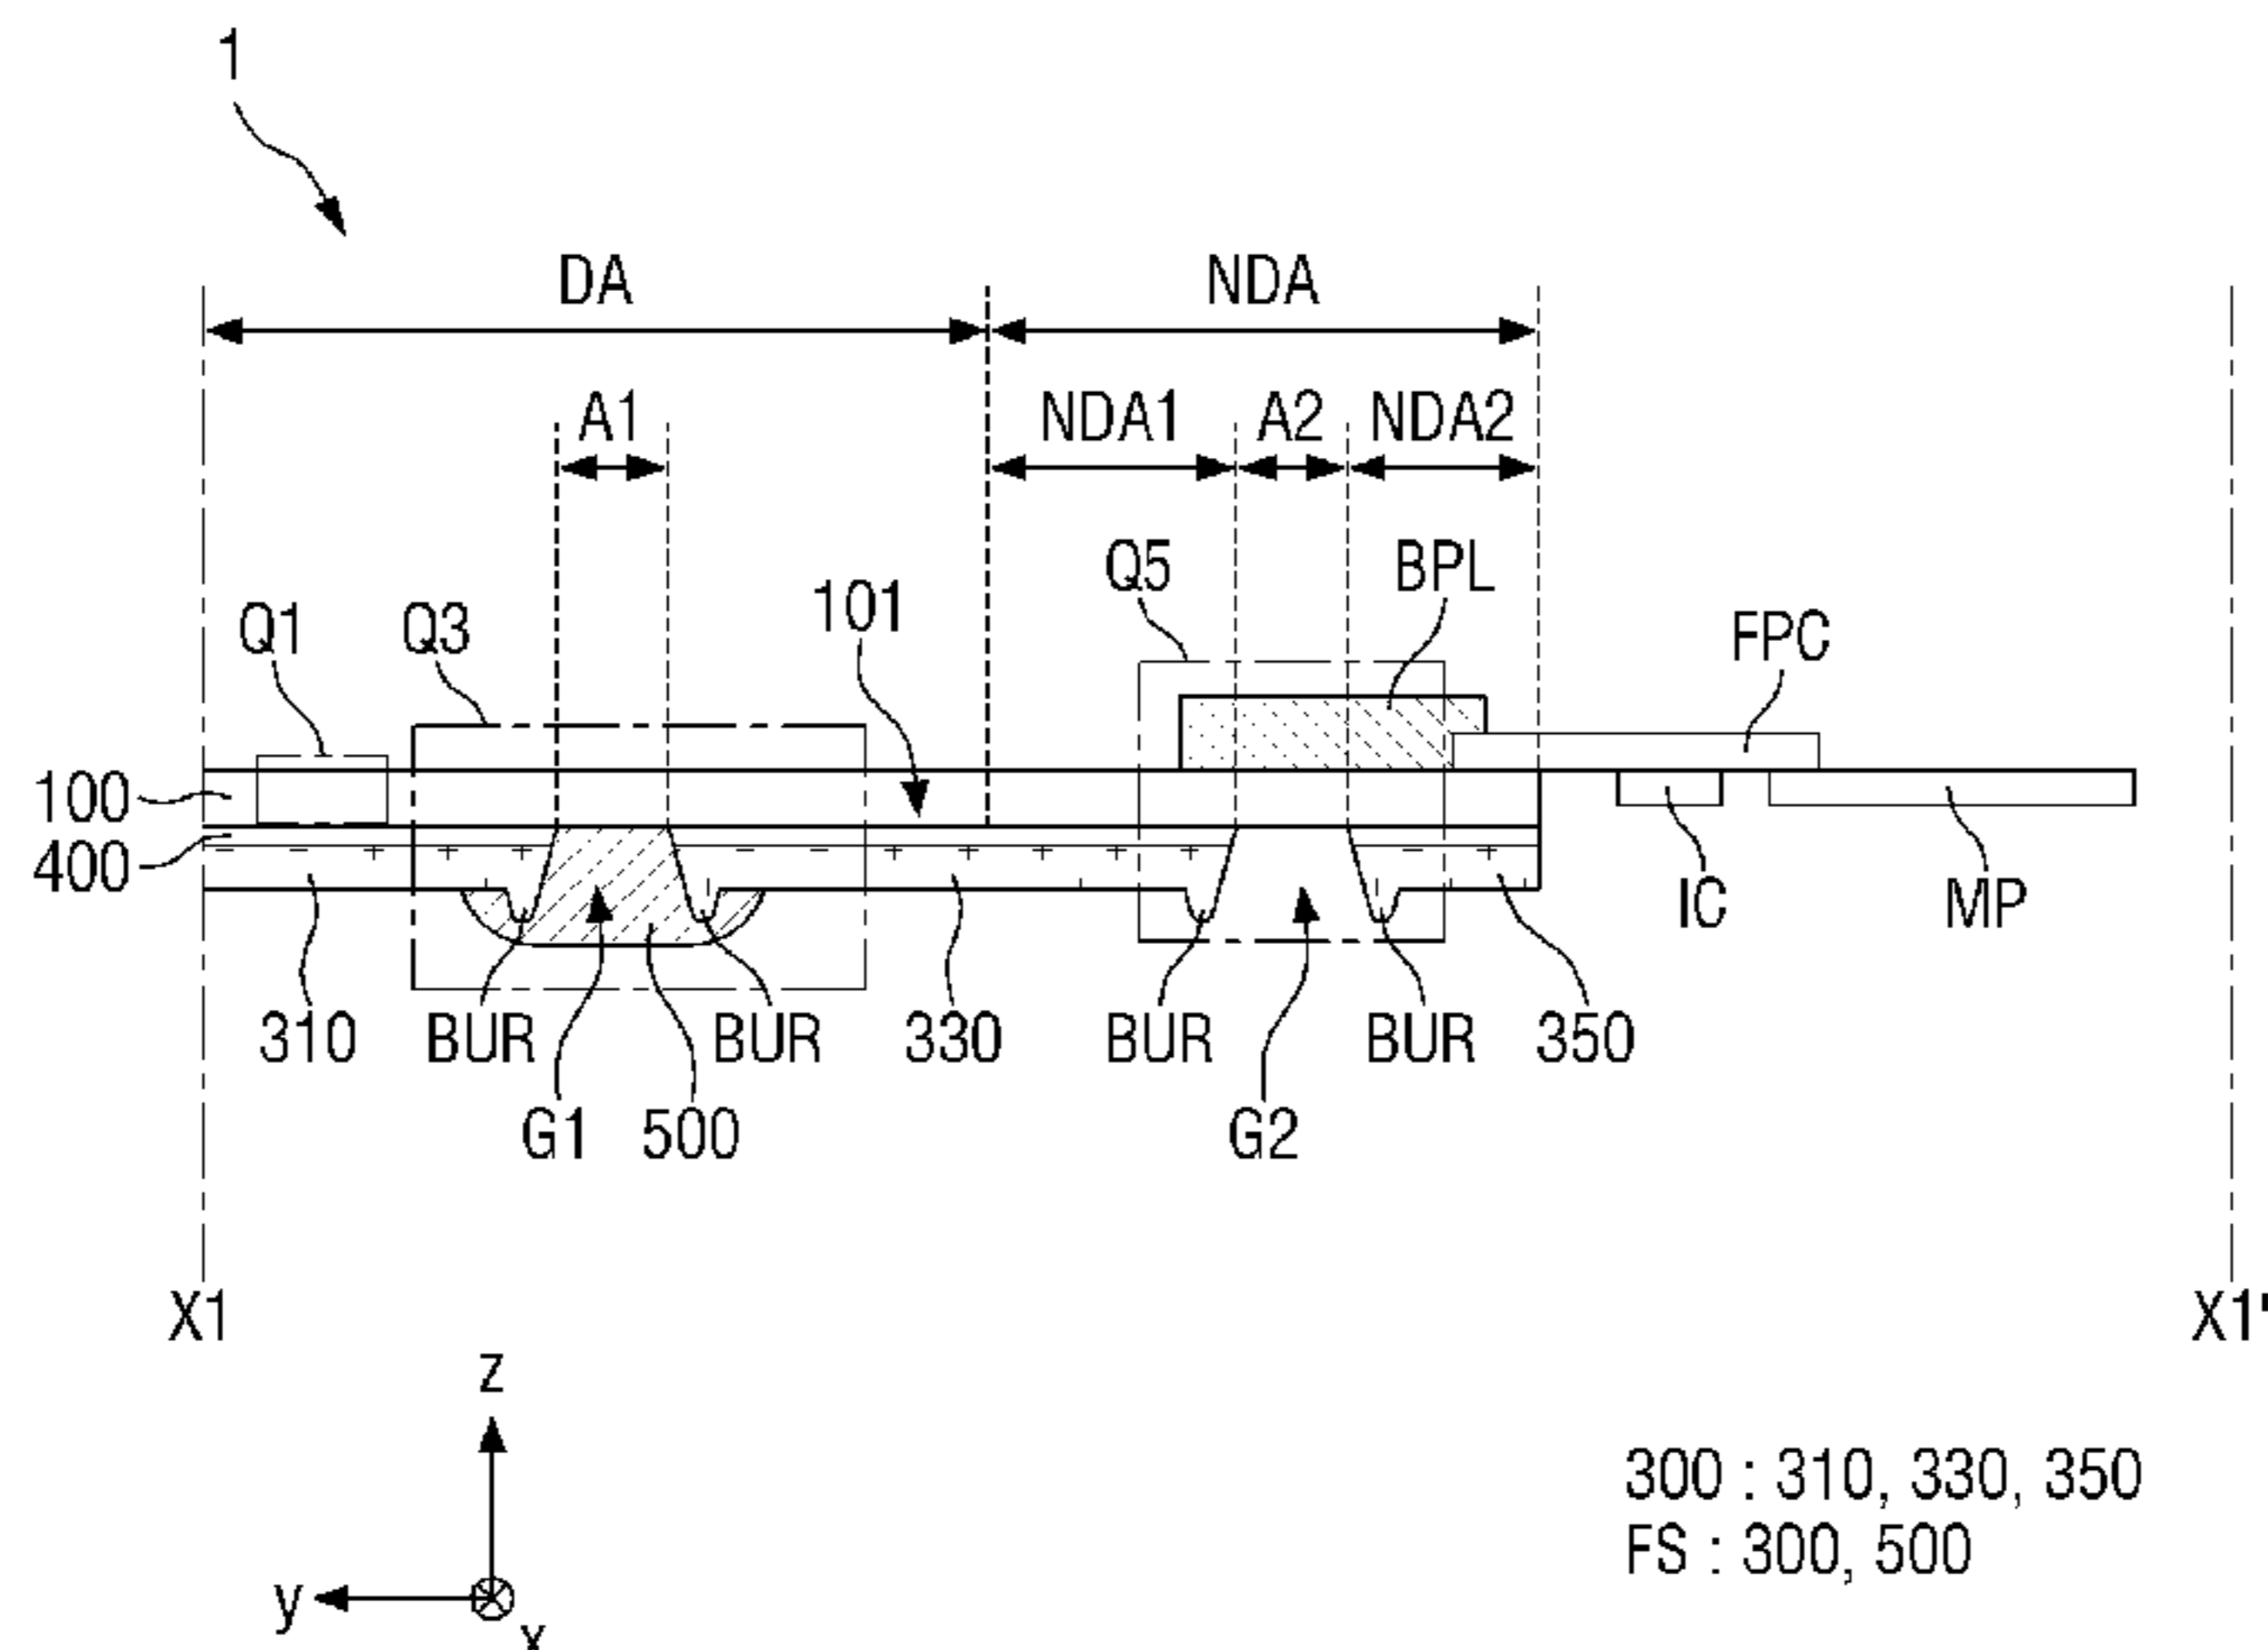 1
DA NDA
A1 NDA1 A2 NDA2
Q5 BPL
Q1 Q3 101 FPC
100
400
IC MP
310 BUR BUR 330 BUR BUR 350
G1 500 G2
X1 X1'
z
y
x
300 : 310, 330, 350
FS : 300, 500